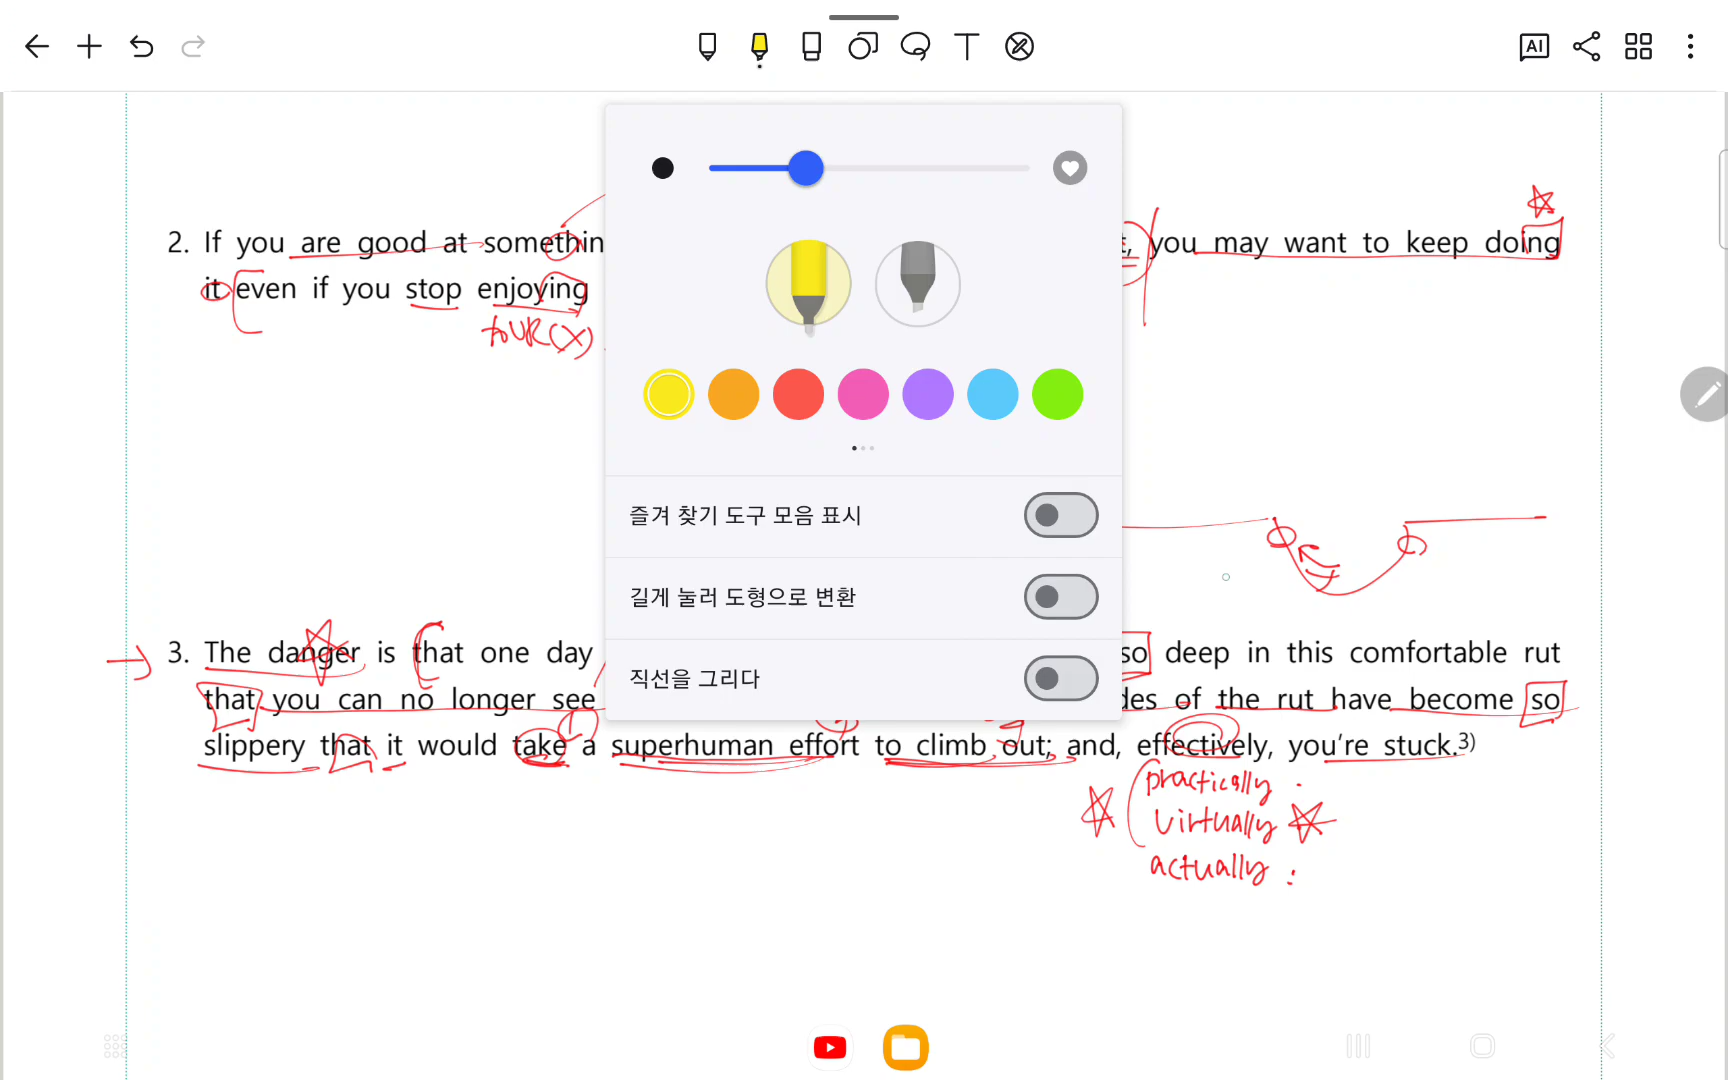 AI
2. If you are good at somethin t, you may want to keep doing
it even if you stop enjoying
toVR(X)
즐겨 찾기 도구 모음 표시
길게 눌러 도형으로 변환
3. The danger is that one day so deep in this comfortable rut
직선을 그리다
that you can no longer see des of the rut have become so
slippery that it would take a superhuman effort to climb out; and, effectively, you're stuck.3)
practically
virtually
actually :